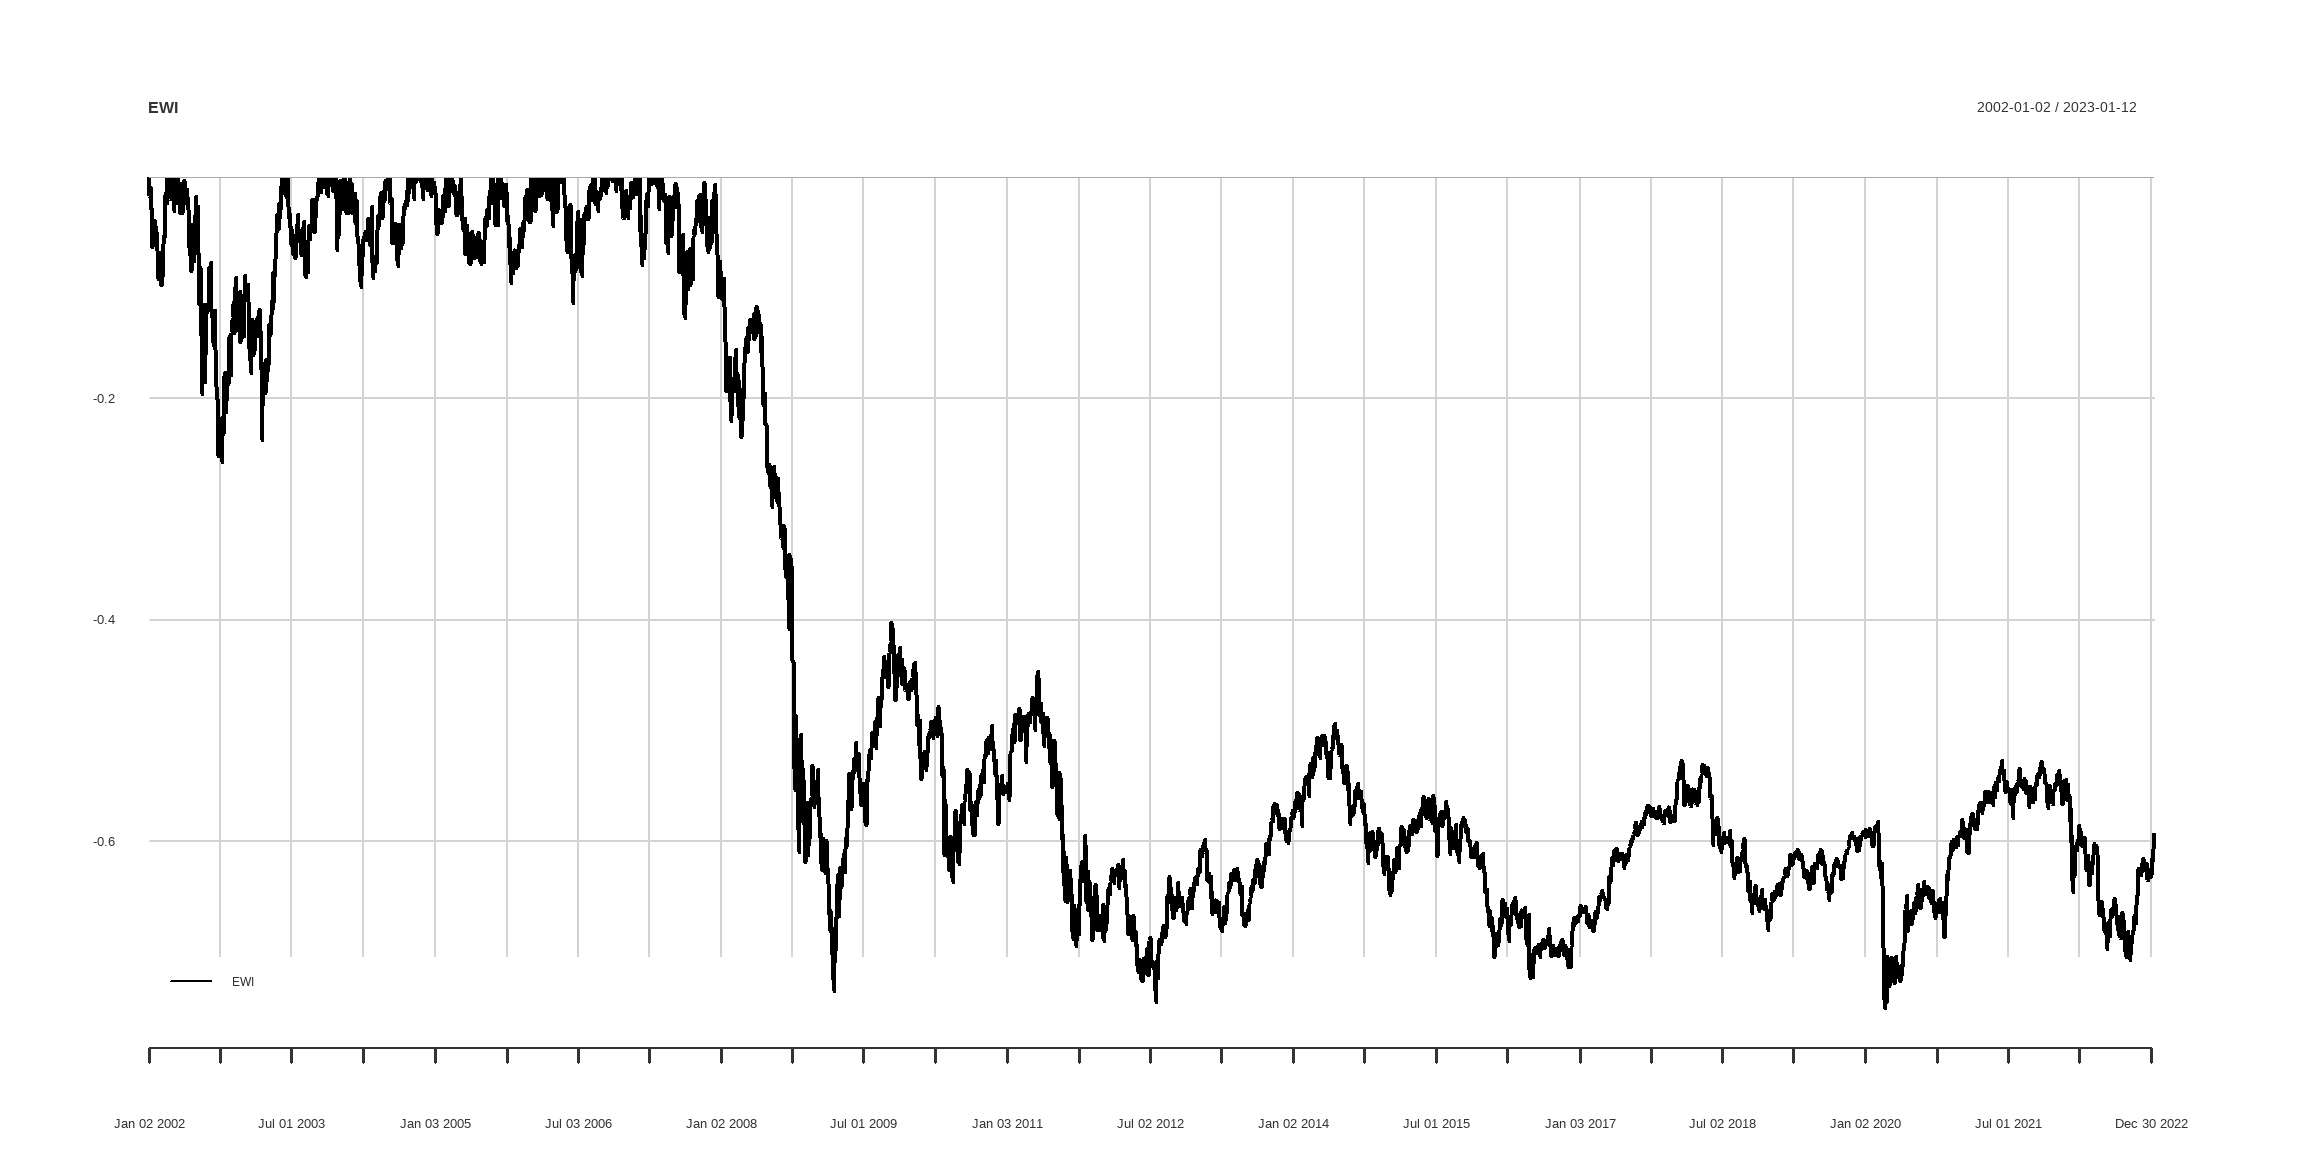 EWI
2002-01-02 / 2023-01-12
-0.2
-0.4
-0.6
EWI
Jan 02 2002
Jul 01 2003
Jan 03 2005
Jul 03 2006
Jan 02 2008
Jul 01 2009
Jan 03 2011
Jul 02 2012
Jan 02 2014
Jul 01 2015
Jan 03 2017
Jul 02 2018
Jan 02 2020
Jul 01 2021
Dec 30 2022